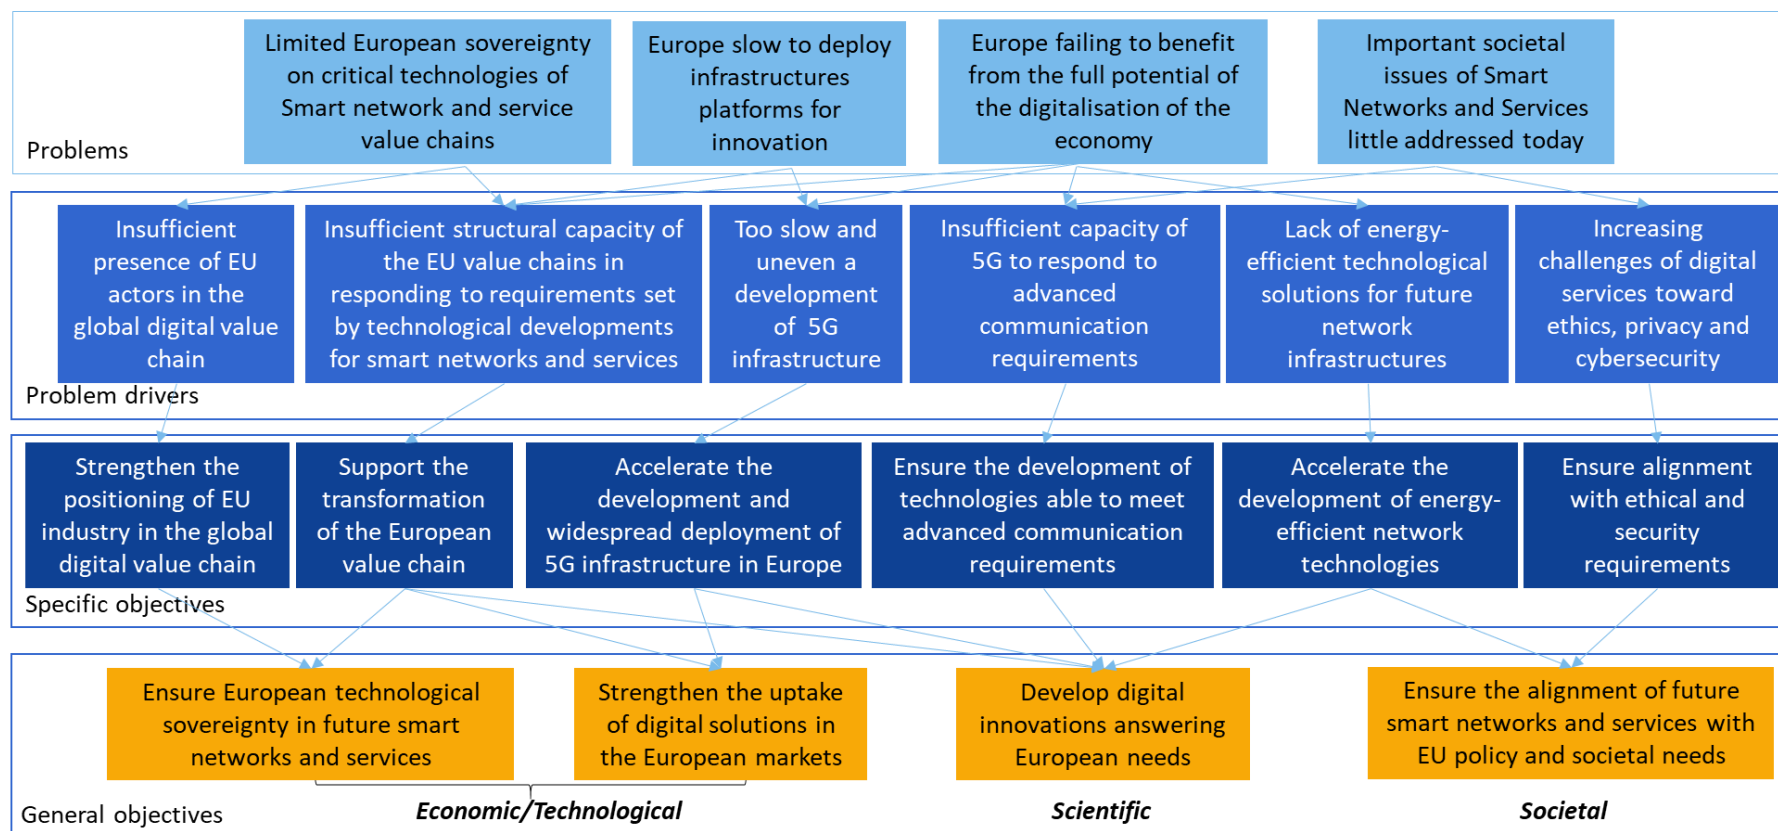 Limited European sovereignty
on critical technologies of
Smart network and service
value chains
Europe slow to deploy
infrastructures
platforms for
innovation
Europe failing to benefit
from the full potential of
the digitalisation of the
economy
Important societal
issues of Smart
Networks and Services
little addressed today
Problems
Insufficient
presence of EU
actors in the
global digital value
chain
Insufficient structural capacity of
the EU value chains in
responding to requirements set
by technological developments
for smart networks and services
Too slow and
uneven a
development
of 5G
infrastructure
Insufficient capacity of
5G to respond to
advanced
communication
requirements
Lack of energy-
efficient technological
solutions for future
network
infrastructures
Increasing
challenges of digital
services toward
ethics, privacy and
cybersecurity
Problem drivers
Strengthen the
positioning of EU
industry in the global
digital value chain
Support the
transformation
of the European
value chain
Accelerate the
development and
widespread deployment of
5G infrastructure in Europe
Ensure the development of
technologies able to meet
advanced communication
requirements
Accelerate the
development of energy-
efficient network
technologies
Ensure alignment
with ethical and
security
requirements
Specific objectives
Ensure European technological
sovereignty in future smart
networks and services
Strengthen the uptake
of digital solutions in
the European markets
Develop digital
innovations answering
European needs
Ensure the alignment of future
smart networks and services with
EU policy and societal needs
General objectives
Economic/Technological
Scientific
Societal